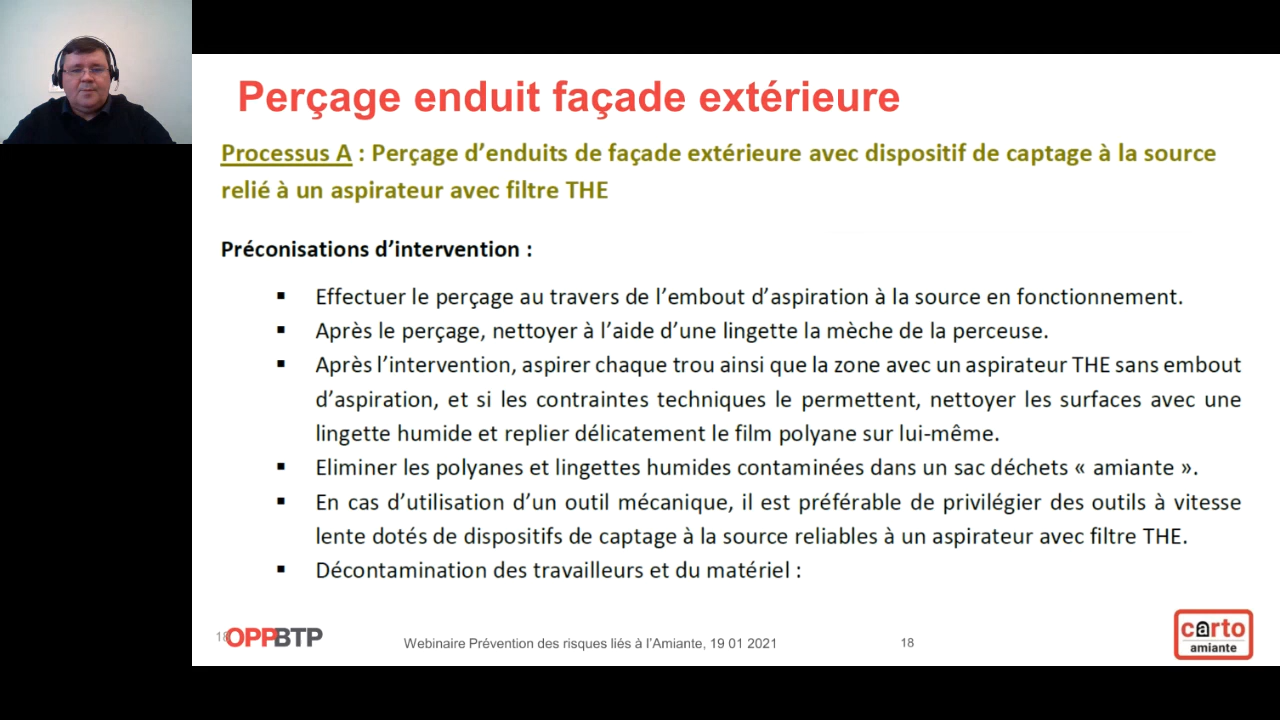 Perçage enduit façade extérieure
Processus A : Perçage d’enduits de façade extérieure avec dispositif de captage à la source
relié à un aspirateur avec filtre THE
Préconisations d’intervention :
▪ Effectuer le perçage au travers de l’embout d’aspiration à la source en fonctionnement.
▪ Après le perçage, nettoyer à l’aide d’une lingette la mèche de la perceuse.
▪ Après l’intervention, aspirer chaque trou ainsi que la zone avec un aspirateur THE sans embout
d’aspiration, et si les contraintes techniques le permettent, nettoyer les surfaces avec une
lingette humide et replier délicatement le film polyane sur lui-même.
▪ Eliminer les polyanes et lingettes humides contaminées dans un sac déchets « amiante ».
▪ En cas d’utilisation d’un outil mécanique, il est préférable de privilégier des outils à vitesse
lente dotés de dispositifs de captage à la source reliables à un aspirateur avec filtre THE.
▪ Décontamination des travailleurs et du matériel :
18 OPPBTP
Webinaire Prévention des risques liés à l’Amiante, 19 01 2021
18
carto
amiante